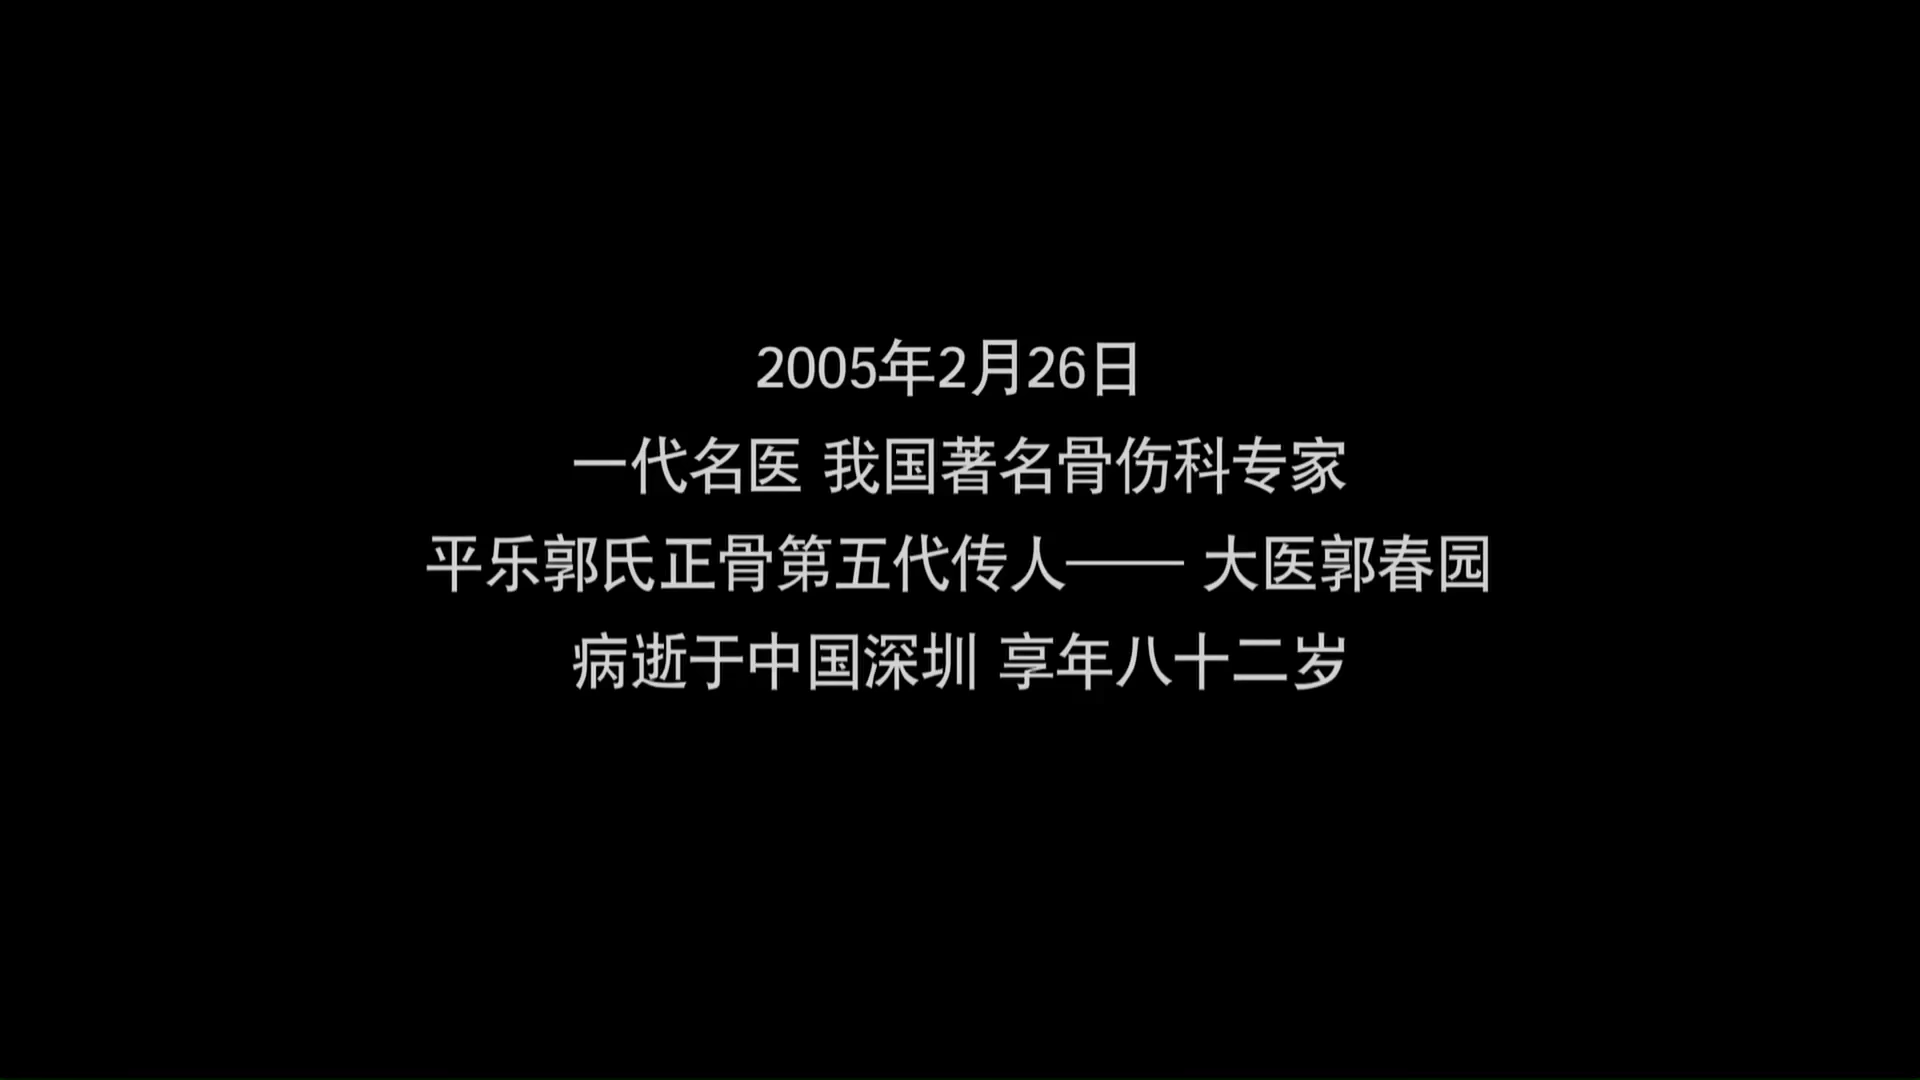 2005年2月26日
一代名医 我国著名骨伤科专家
平乐郭氏正骨第五代传人—— 大医郭春园
病逝于中国深圳 享年八十二岁